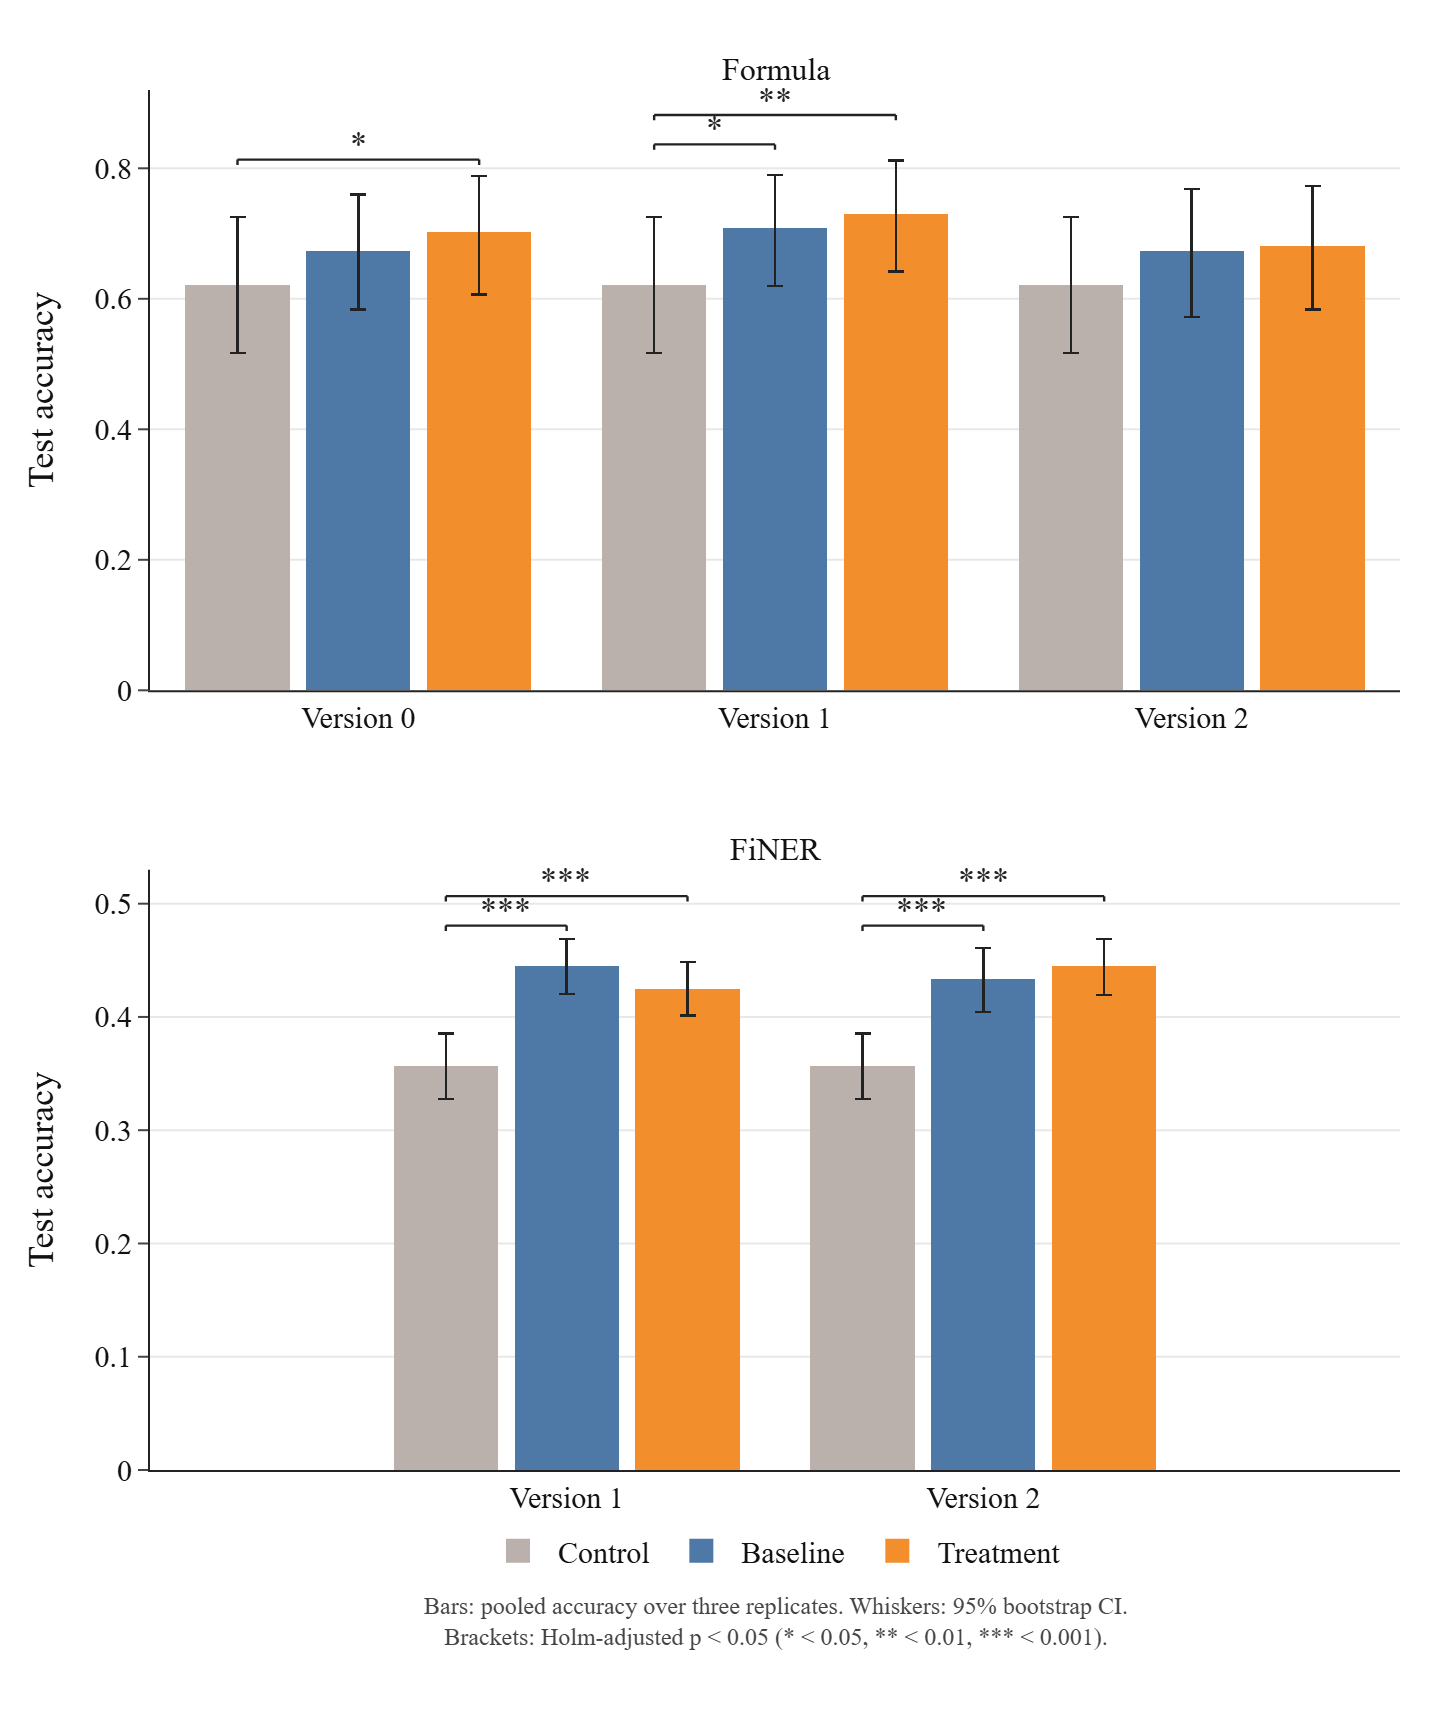 Formula
**
*
*
Test accuracy
0.8
0.6
0.4
0.2
0
Version 0
Version 1
Version 2
FiNER
***
***
***
***
Test accuracy
0.5
0.4
0.3
0.2
0.1
0
Version 1
Version 2
Control
Baseline
Treatment
Bars: pooled accuracy over three replicates. Whiskers: 95% bootstrap CI.
Brackets: Holm-adjusted p < 0.05 (* < 0.05, ** < 0.01, *** < 0.001).